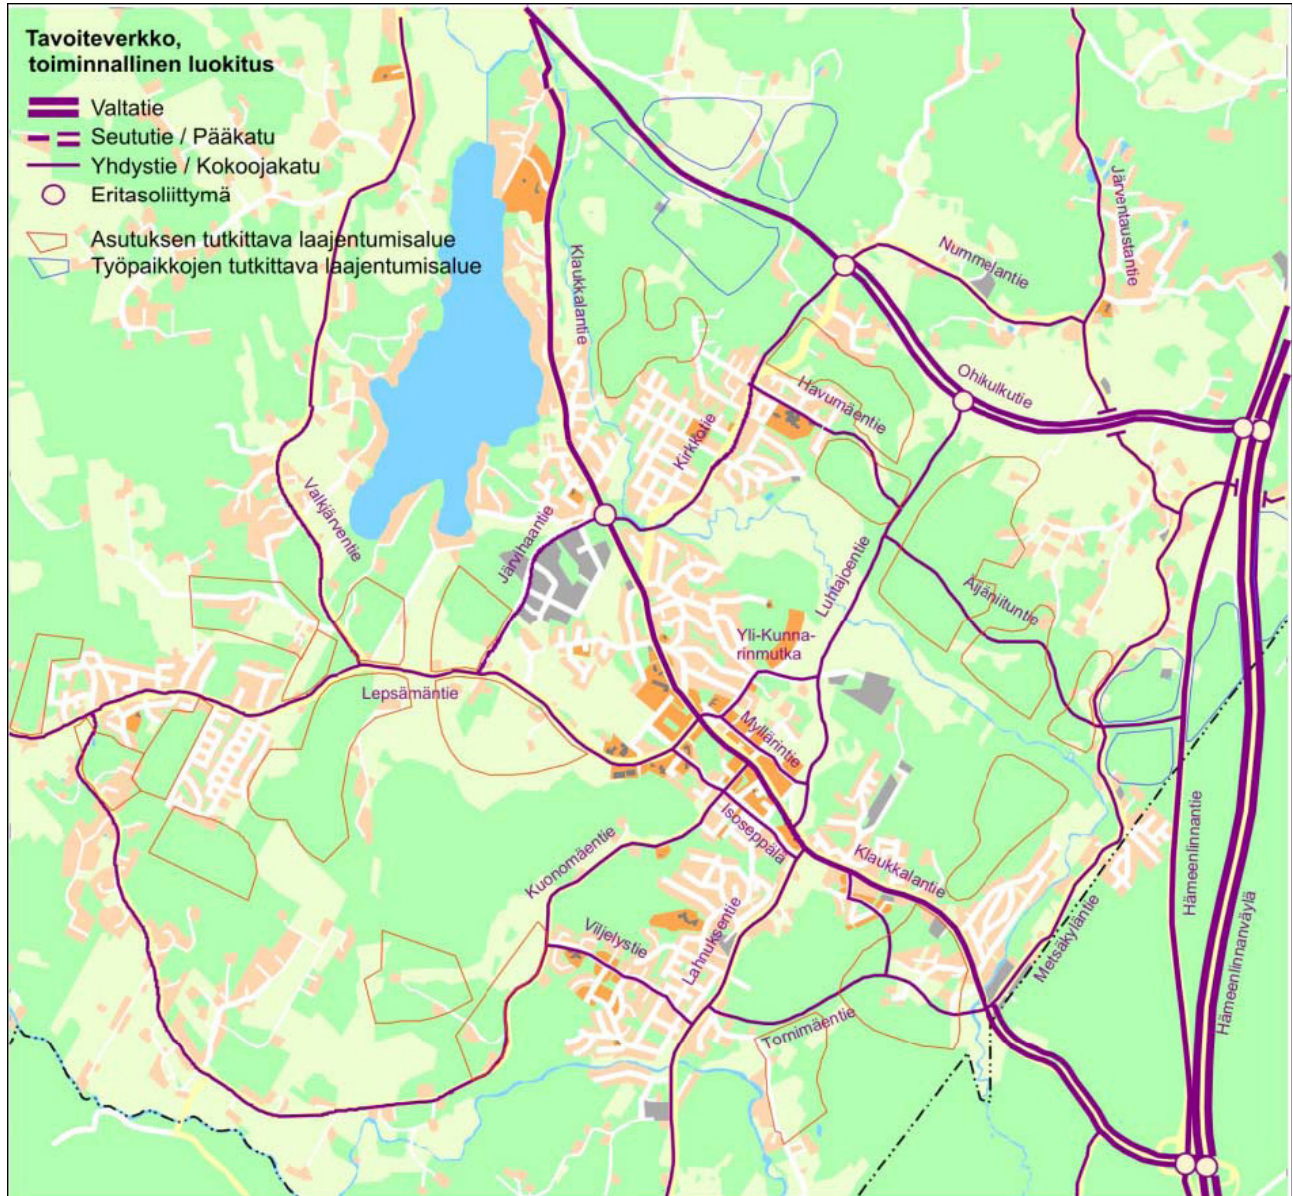 Tavoiteverkko,
toiminnallinen luokitus
Valtatie
Seututie / Pääkatu
Yhdystie / Kokoojakatu
Eritasoliittymä
Asutuksen tutkittava laajentumisalue
Työpaikkojen tutkittava laajentumisalue
Järventaustantie
Nummelantie
Klaukkalantie
Ohikulkutie
Havumäentie
Kirkkotie
Valkjärventie
Järvihaantie
Luhtajoentie
Äijänniituntie
Yli-Kunna-
rinmutka
Lepsämäntie
Myllärintie
Isoseppälä
Kuonomäentie
Klaukkalantie
Hämeenlinnantie
Viljelystie
Lahnuksentie
Metsäkyläntie
Hämeenlinnanväylä
Tornimäentie